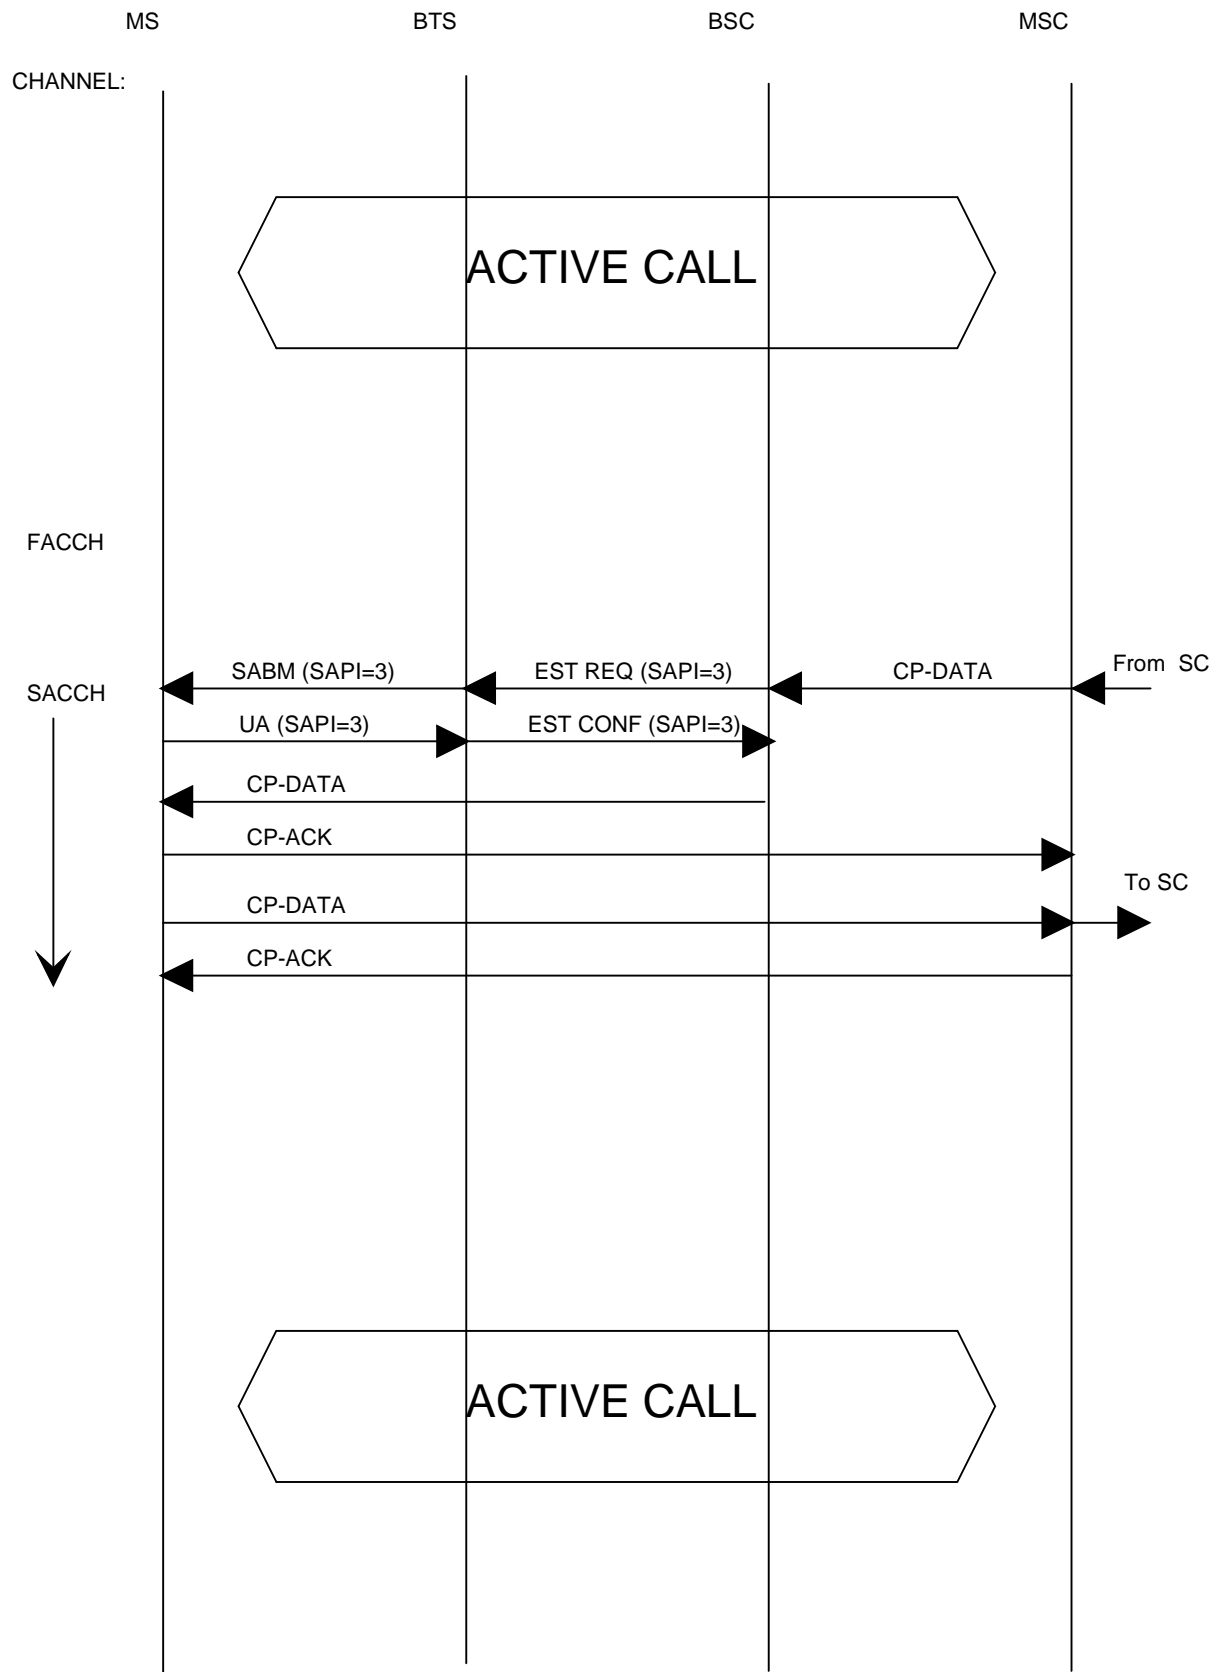 MS BTS BSC MSC
CHANNEL:
ACTIVE CALL
FACCH
SABM (SAPI=3) EST REQ (SAPI=3) CP-DATA From SC
SACCH
UA (SAPI=3) EST CONF (SAPI=3)
CP-DATA
CP-ACK
To SC
CP-DATA
CP-ACK
ACTIVE CALL